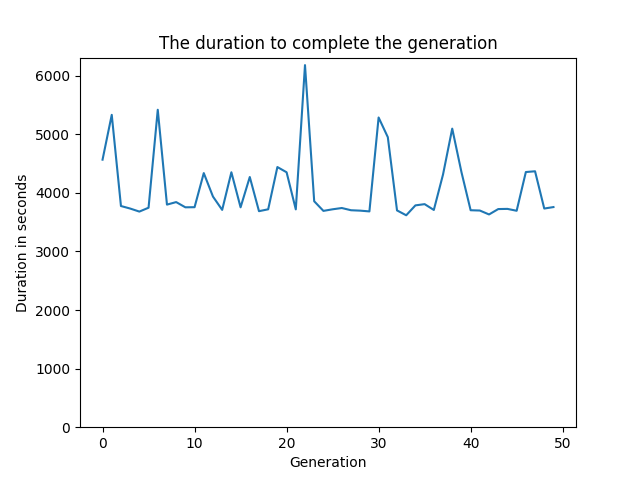 The duration to complete the generation
Duration in seconds
6000
5000
4000
3000
2000
1000
0
0 10 20 30 40 50
Generation